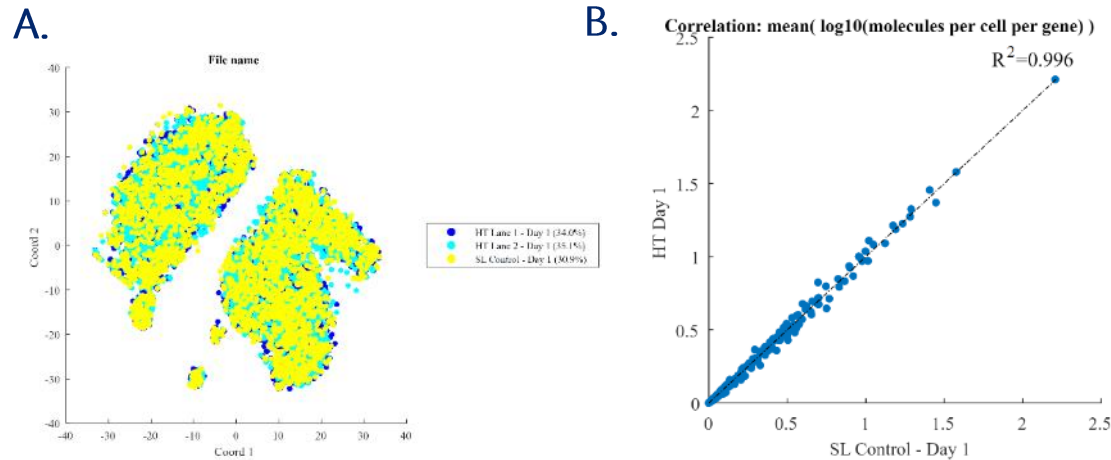 A.
File name
40
30
20
10
0
-10
-20
-30
-40
Coord 2
-40
-30
-20
-10
0
10
20
30
40
Coord 1
HT Lane 1 - Day 1 (34.0%)
HT Lane 2 - Day 1 (35.1%)
SL Control - Day 1 (30.9%)
B.
Correlation: mean( log10(molecules per cell per gene) )
R²=0.996
2.5
2
1.5
1
0.5
0
HT Day 1
0
0.5
1
1.5
2
2.5
SL Control - Day 1